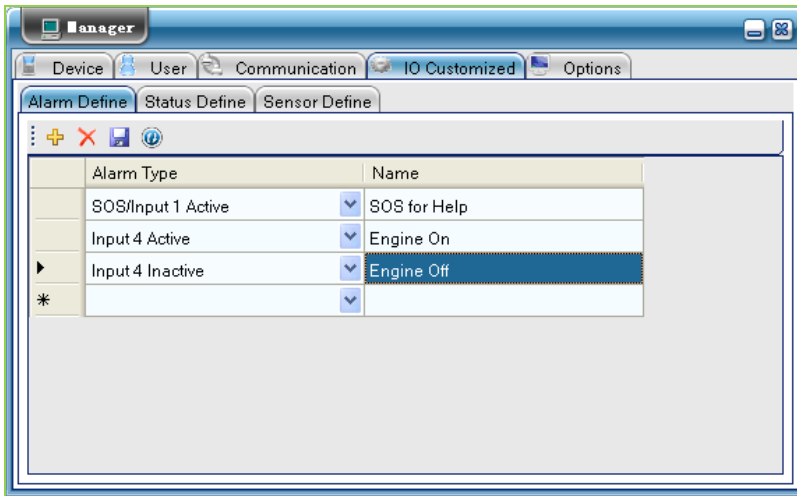 Manager
Device User Communication IO Customized Options
Alarm Define Status Define Sensor Define
Alarm Type Name
SOS/Input 1 Active SOS for Help
Input 4 Active Engine On
Input 4 Inactive Engine Off